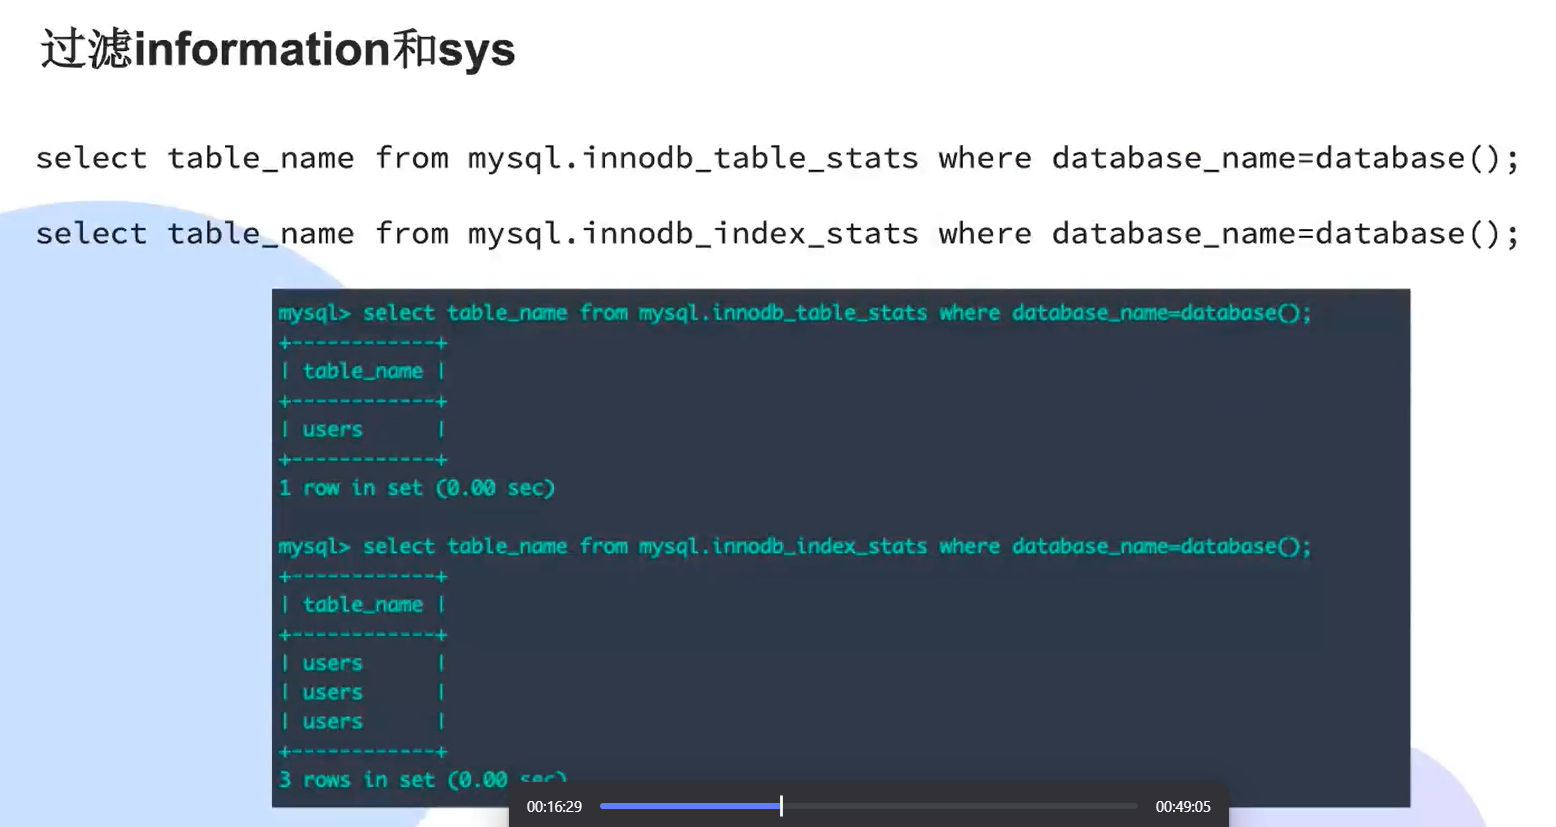 过滤information和sys
select table_name from mysql.innodb_table_stats where database_name=database();
select table_name from mysql.innodb_index_stats where database_name=database();
mysql> select table_name from mysql.innodb_table_stats where database_name=database();
+------------+
| table_name |
+------------+
| users      |
+------------+
1 row in set (0.00 sec)
mysql> select table_name from mysql.innodb_index_stats where database_name=database();
+------------+
| table_name |
+------------+
| users      |
| users      |
| users      |
+------------+
3 rows in set (0.00 sec)
00:16:29 00:49:05